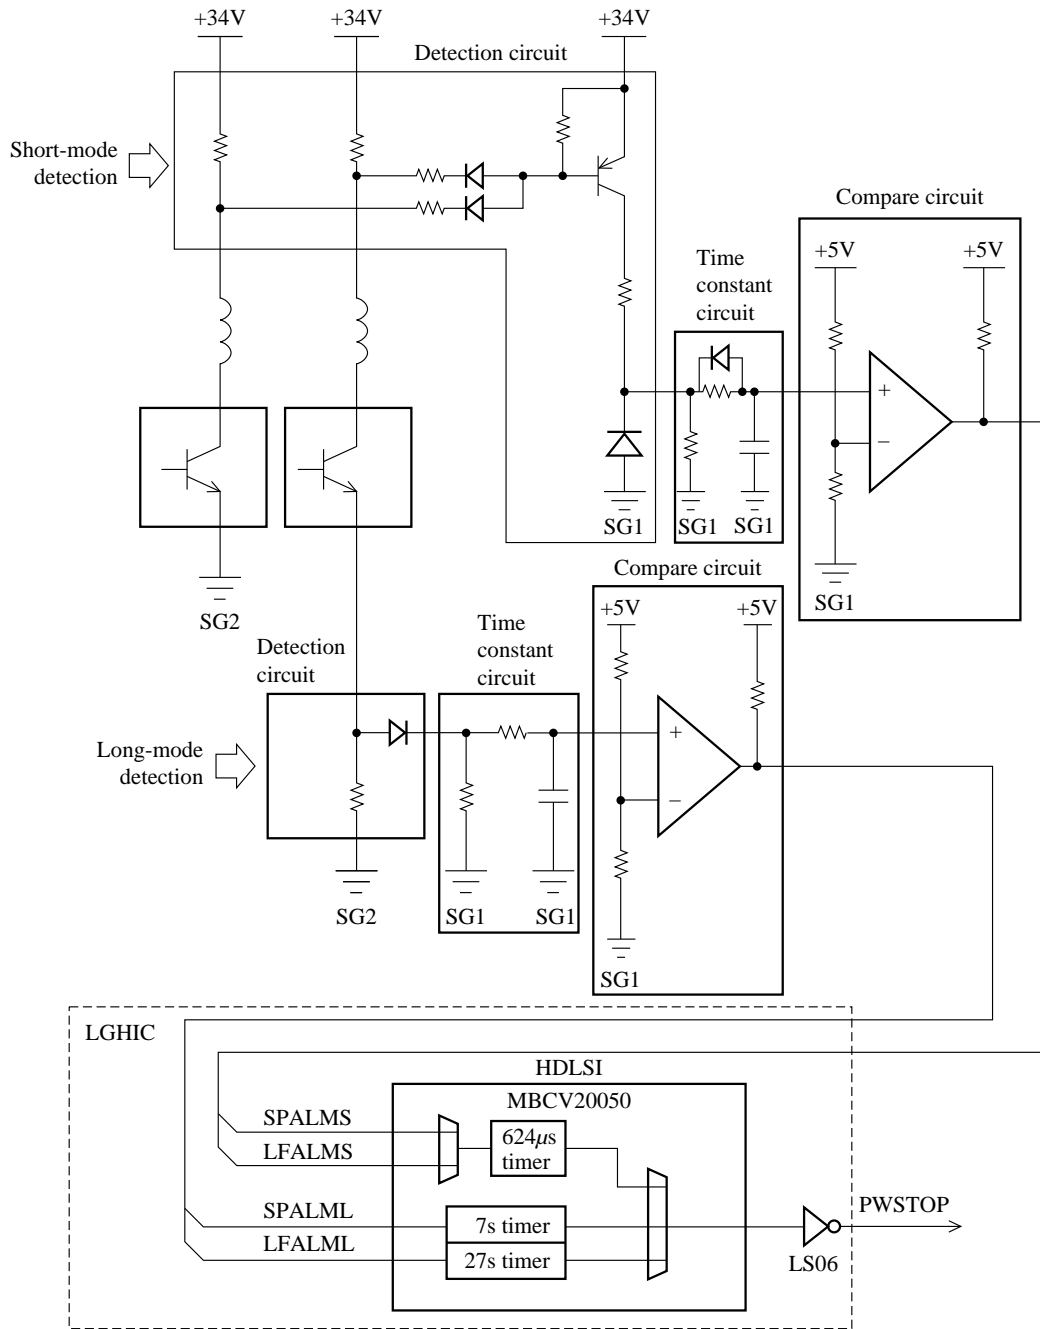 +34V
+34V
+34V
Detection circuit
Short-mode
detection
Compare circuit
+5V
+5V
Time
constant
circuit
+
−
SG1
SG1
SG1
SG1
SG2
Compare circuit
+5V
+5V
Detection
circuit
Time
constant
circuit
+
−
Long-mode
detection
SG2
SG1
SG1
SG1
LGHIC
HDLSI
MBCV20050
SPALMS
LFALMS
624μs
timer
SPALML
LFALML
7s timer
27s timer
LS06
PWSTOP